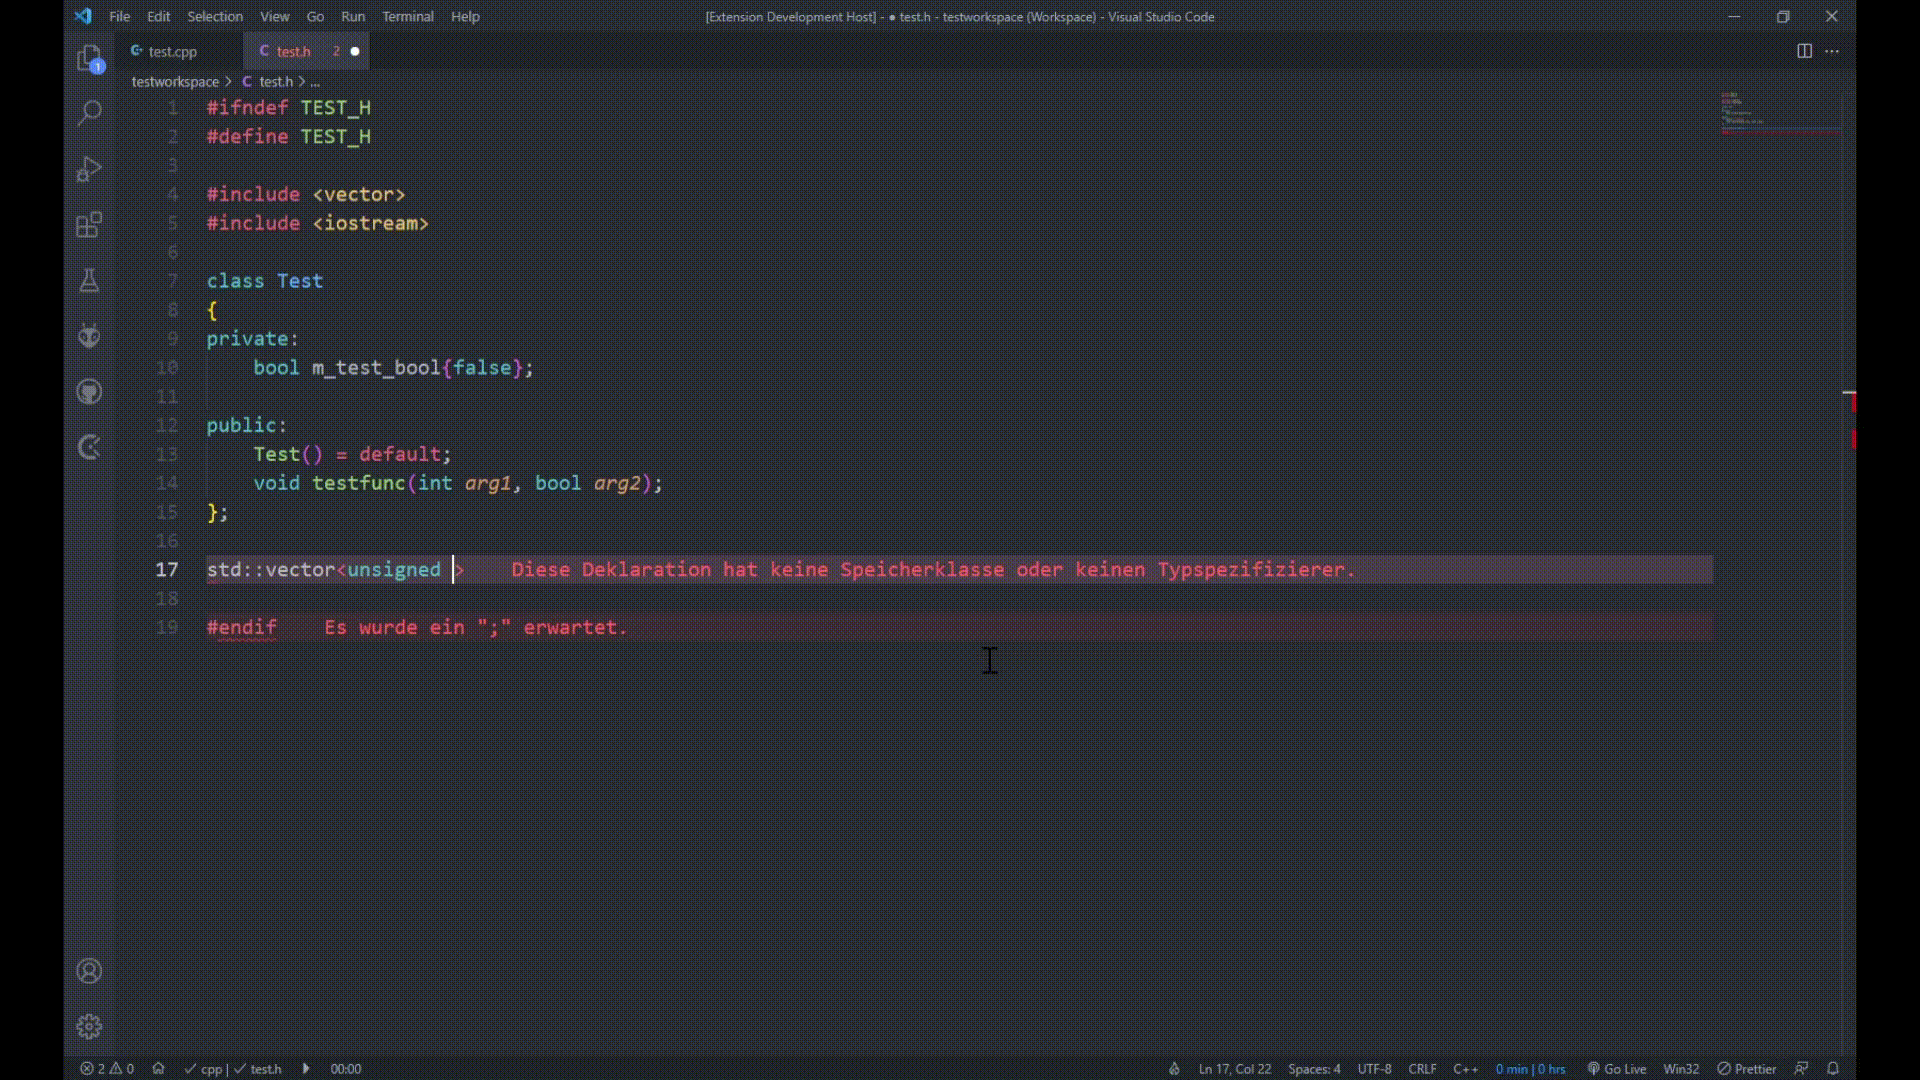 File Edit Selection View Go Run Terminal Help [Extension Development Host] - ● test.h - testworkspace (Workspace) - Visual Studio Code
test.cpp C test.h 2 ●
1
testworkspace > C test.h > ...
1 #ifndef TEST_H
2 #define TEST_H
3
4 #include <vector>
5 #include <iostream>
6
7 class Test
8 {
9 private:
10 bool m_test_bool{false};
11
12 public:
13 Test() = default;
14 void testfunc(int arg1, bool arg2);
15 };
16
17 std::vector<unsigned > Diese Deklaration hat keine Speicherklasse oder keinen Typspezifizierer.
18
19 #endif Es wurde ein ";" erwartet.
2 0 cpp | test.h 00:00 Ln 17, Col 22 Spaces: 4 UTF-8 CRLF C++ 0 min | 0 hrs Go Live Win32 Prettier